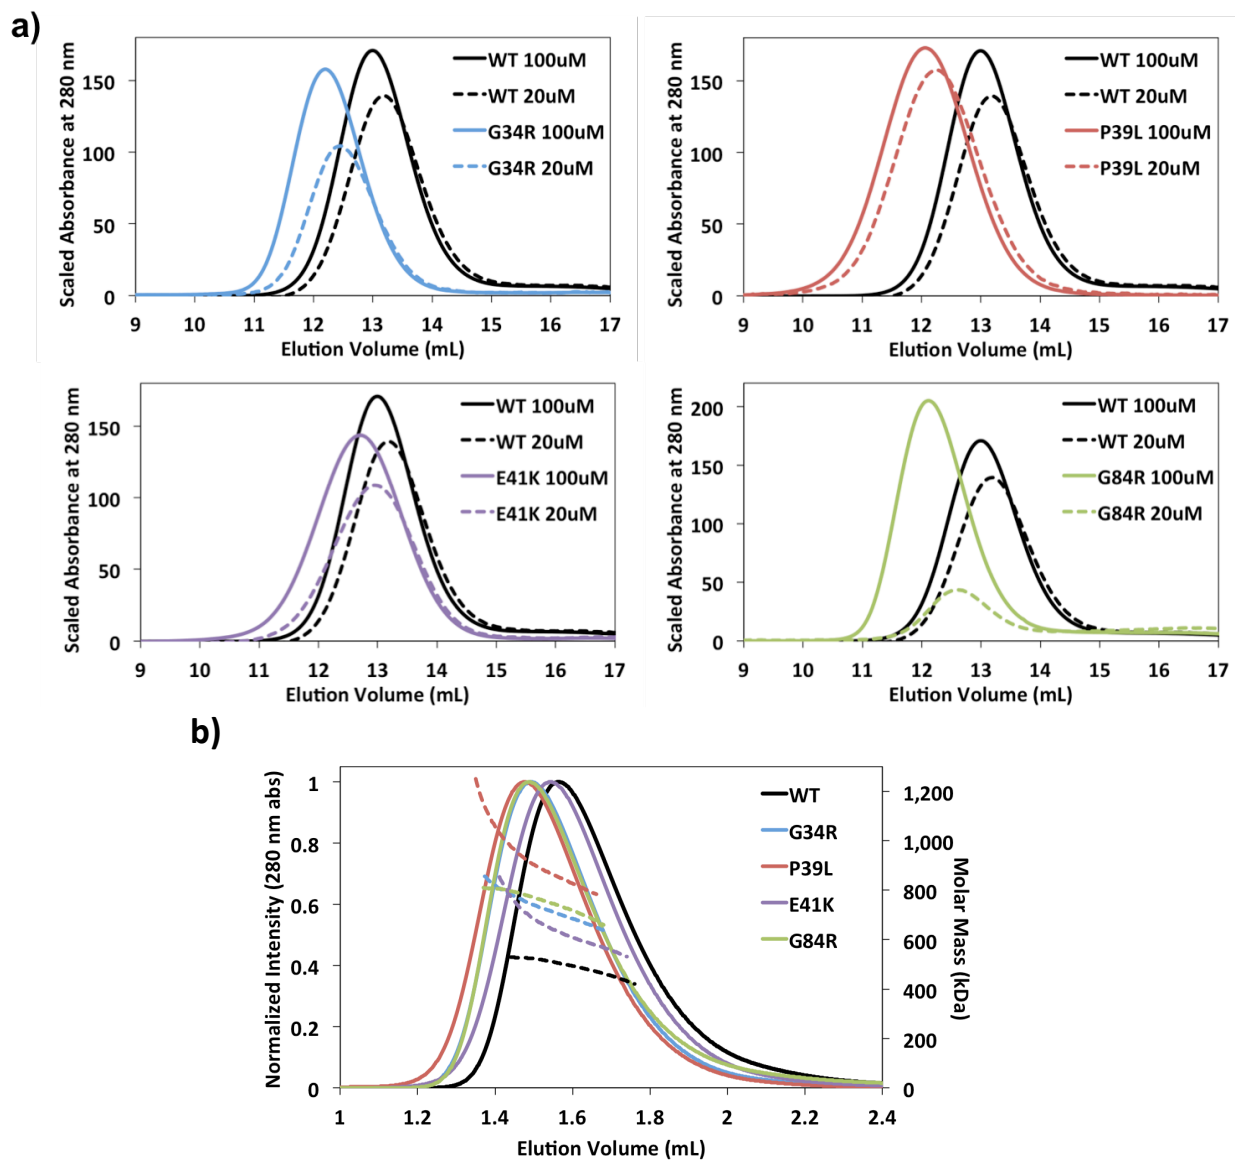 a)
Scaled Absorbance at 280 nm
150
100
50
0
WT 100uM
WT 20uM
G34R 100uM
G34R 20uM
9 10 11 12 13 14 15 16 17
Elution Volume (mL)
Scaled Absorbance at 280 nm
150
100
50
0
WT 100uM
WT 20uM
P39L 100uM
P39L 20uM
9 10 11 12 13 14 15 16 17
Elution Volume (mL)
Scaled Absorbance at 280 nm
150
100
50
0
WT 100uM
WT 20uM
E41K 100uM
E41K 20uM
9 10 11 12 13 14 15 16 17
Elution Volume (mL)
Scaled Absorbance at 280 nm
200
150
100
50
0
WT 100uM
WT 20uM
G84R 100uM
G84R 20uM
9 10 11 12 13 14 15 16 17
Elution Volume (mL)
b)
Normalized Intensity (280 nm abs)
1
0.8
0.6
0.4
0.2
0
WT
G34R
P39L
E41K
G84R
1,200
1,000
800
600
400
200
0
Molar Mass (kDa)
1 1.2 1.4 1.6 1.8 2 2.2 2.4
Elution Volume (mL)